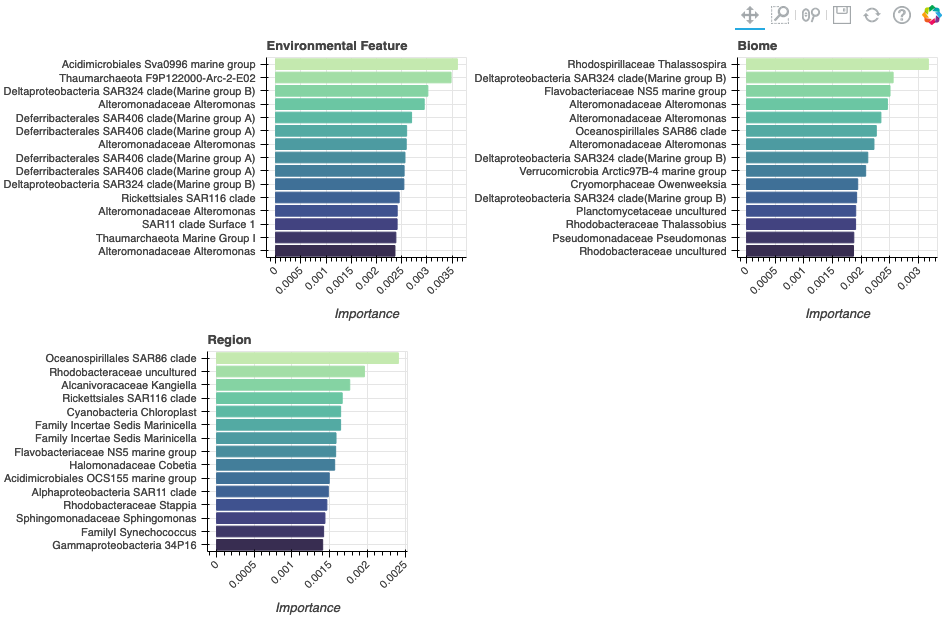 Environmental Feature
Acidimicrobiales Sva0996 marine group
Thaumarchaeota F9P122000-Arc-2-E02
Deltaproteobacteria SAR324 clade(Marine group B)
Alteromonadaceae Alteromonas
Deferribacterales SAR406 clade(Marine group A)
Deferribacterales SAR406 clade(Marine group A)
Alteromonadaceae Alteromonas
Deferribacterales SAR406 clade(Marine group A)
Deferribacterales SAR406 clade(Marine group A)
Deltaproteobacteria SAR324 clade(Marine group B)
Rickettsiales SAR116 clade
Alteromonadaceae Alteromonas
SAR11 clade Surface 1
Thaumarchaeota Marine Group I
Alteromonadaceae Alteromonas
0 0.0005 0.001 0.0015 0.002 0.0025 0.003 0.0035
Importance
Biome
Rhodospirillaceae Thalassospira
Deltaproteobacteria SAR324 clade(Marine group B)
Flavobacteriaceae NS5 marine group
Alteromonadaceae Alteromonas
Alteromonadaceae Alteromonas
Oceanospirillales SAR86 clade
Alteromonadaceae Alteromonas
Deltaproteobacteria SAR324 clade(Marine group B)
Verrucomicrobia Arctic97B-4 marine group
Cryomorphaceae Owenweeksia
Deltaproteobacteria SAR324 clade(Marine group B)
Planctomycetaceae uncultured
Rhodobacteraceae Thalassobius
Pseudomonadaceae Pseudomonas
Rhodobacteraceae uncultured
0 0.0005 0.001 0.0015 0.002 0.0025 0.003
Importance
Region
Oceanospirillales SAR86 clade
Rhodobacteraceae uncultured
Alcanivoracaceae Kangiella
Rickettsiales SAR116 clade
Cyanobacteria Chloroplast
Family Incertae Sedis Marinicella
Family Incertae Sedis Marinicella
Flavobacteriaceae NS5 marine group
Halomonadaceae Cobetia
Acidimicrobiales OCS155 marine group
Alphaproteobacteria SAR11 clade
Rhodobacteraceae Stappia
Sphingomonadaceae Sphingomonas
FamilyI Synechococcus
Gammaproteobacteria 34P16
0 0.0005 0.001 0.0015 0.002 0.0025
Importance